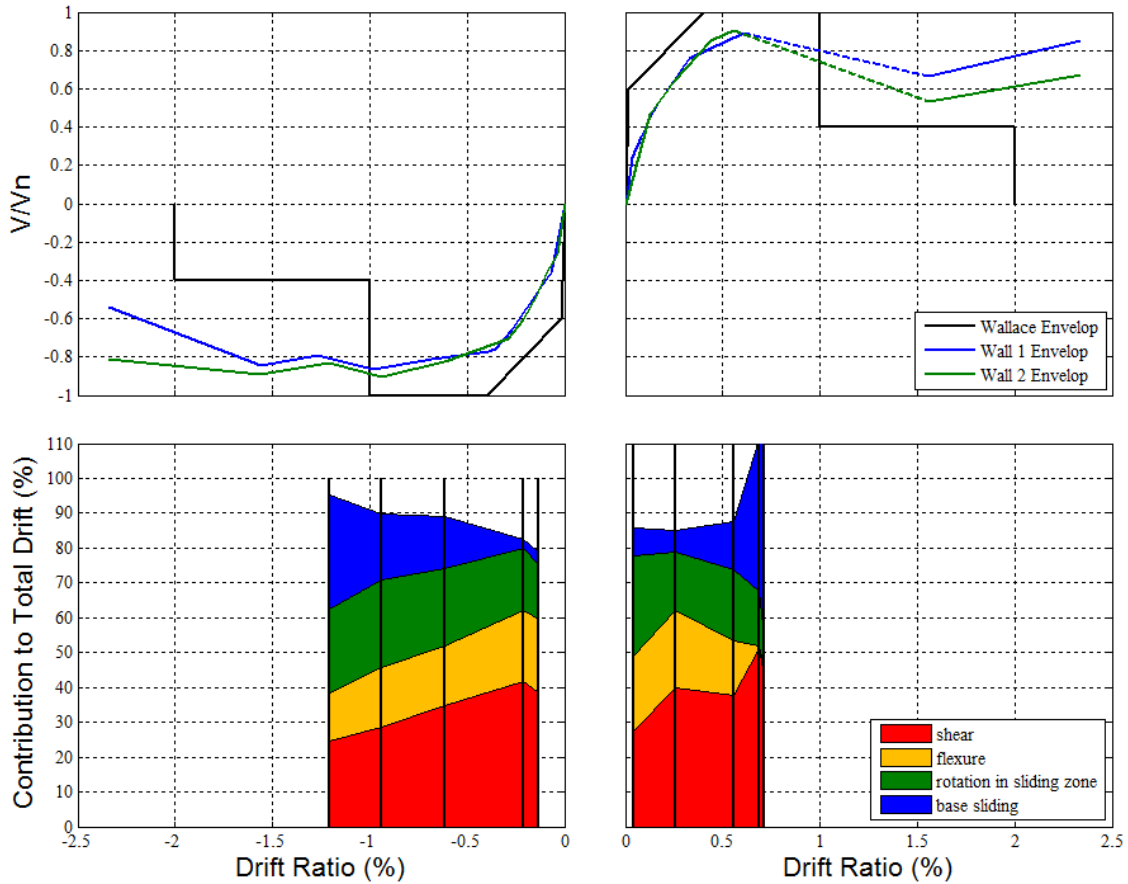 1
0.8
0.6
0.4
0.2
0
-0.2
-0.4
-0.6
-0.8
-1
V/Vn
Wallace Envelop
Wall 1 Envelop
Wall 2 Envelop
110
100
90
80
70
60
50
40
30
20
10
0
Contribution to Total Drift (%)
shear
flexure
rotation in sliding zone
base sliding
-2.5 -2 -1.5 -1 -0.5 0
0 0.5 1 1.5 2 2.5
Drift Ratio (%)
Drift Ratio (%)